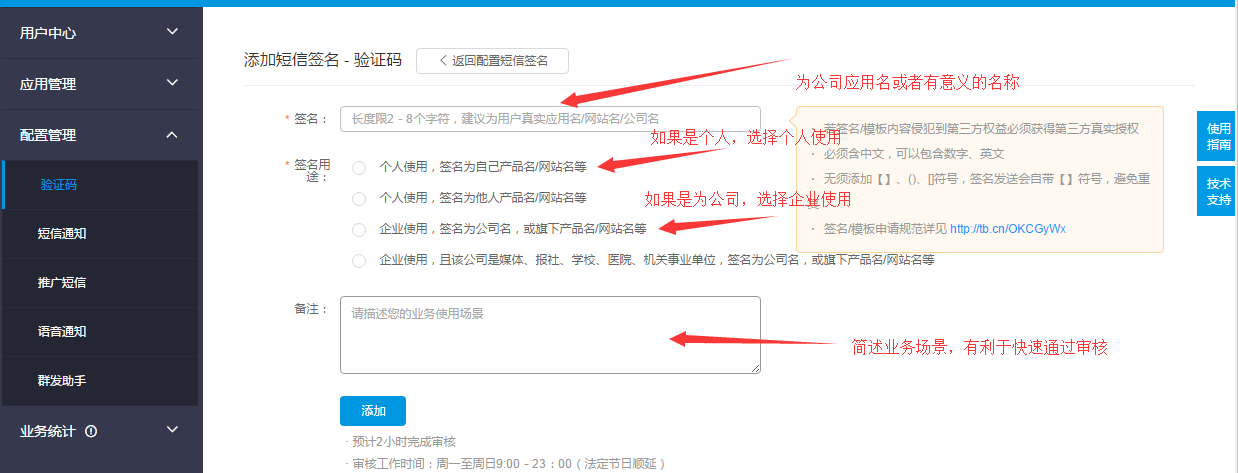 用户中心
应用管理
配置管理
验证码
短信通知
推广短信
语音通知
群发助手
业务统计
添加短信签名 - 验证码
返回配置短信签名
为公司应用名或者有意义的名称
* 签名：
长度限2 - 8个字符，建议为用户真实应用名/网站名/公司名
如果是个人，选择个人使用
· 若签名/模板内容侵犯到第三方权益必须获得第三方真实授权
· 必须含中文，可以包含数字、英文
· 无须添加【】、()、[]符号，签名发送会自带【】符号，避免重
· 签名/模板申请规范详见 http://tb.cn/OKCGyWx
* 签名用
途：
个人使用，签名为自己产品名/网站名等
个人使用，签名为他人产品名/网站名等
如果是为公司，选择企业使用
企业使用，签名为公司名，或旗下产品名/网站名等
企业使用，且该公司是媒体、报社、学校、医院、机关事业单位，签名为公司名，或旗下产品名/网站名等
备注：
请描述您的业务使用场景
简述业务场景，有利于快速通过审核
添加
· 预计2小时完成审核
· 审核工作时间：周一至周日9:00 - 23：00（法定节日顺延）
使用
指南
技术
支持